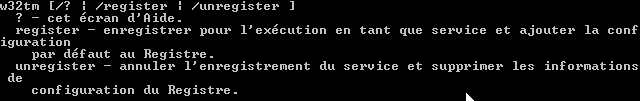 w32tm [/? | /register | /unregister ]
? - cet écran d'Aide.
register - enregistrer pour l'exécution en tant que service et ajouter la conf
iguration
par défaut au Registre.
unregister - annuler l'enregistrement du service et supprimer les informations
de
configuration du Registre.